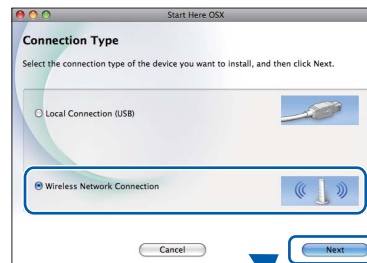 Start Here OSX
Connection Type
Select the connection type of the device you want to install, and then click Next.
Local Connection (USB)
Wireless Network Connection
Cancel
Next